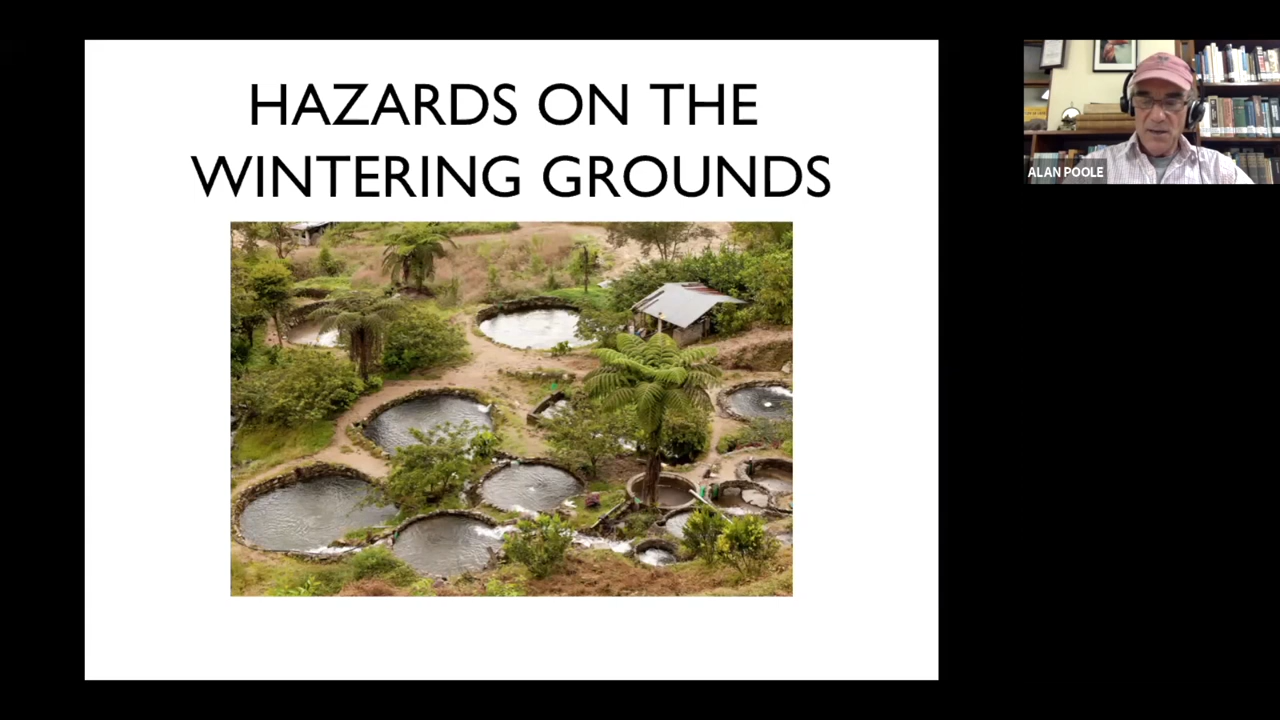 HAZARDS ON THE
WINTERING GROUNDS
ALAN POOLE